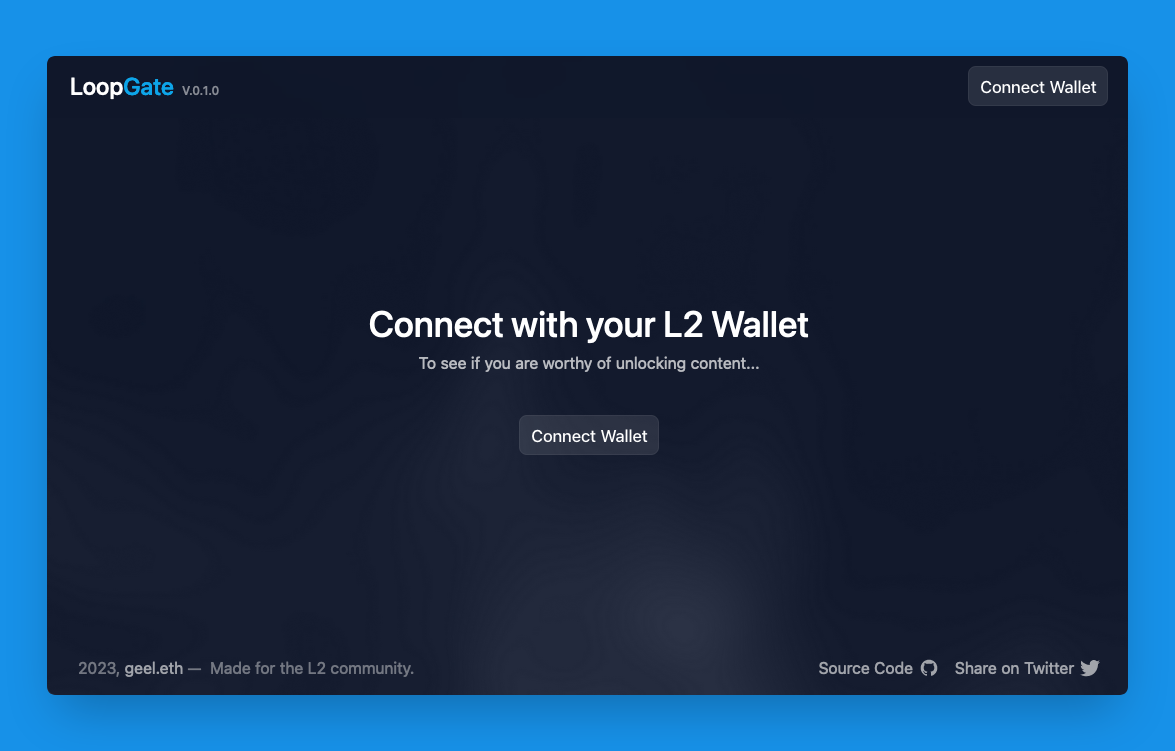 LoopGate V.0.1.0
Connect Wallet
Connect with your L2 Wallet
To see if you are worthy of unlocking content...
Connect Wallet
2023, geel.eth — Made for the L2 community.
Source Code
Share on Twitter